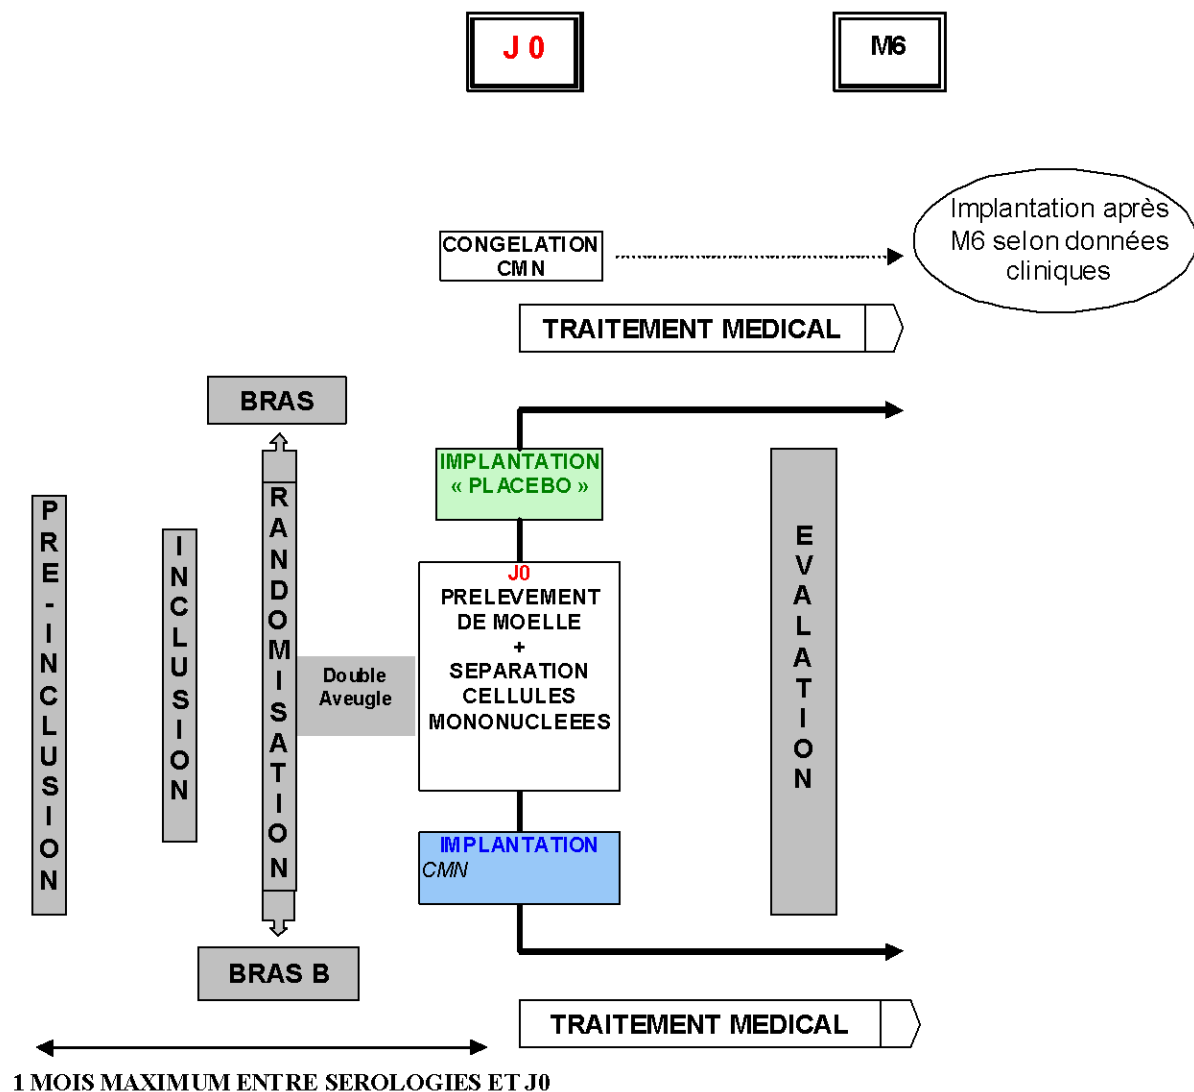 J 0
M6
Implantation après
M6 selon données
cliniques
CONGELATION
CMN
TRAITEMENT MEDICAL
BRAS
IMPLANTATION
« PLACEBO »
PRE-INCLUSION
INCLUSION
RANDOMISATION
Double
Aveugle
J0
PRELEVEMENT
DE MOELLE
+
SEPARATION
CELLULES
MONONUCLEEES
EVALATION
IMPLANTATION
CMN
BRAS B
TRAITEMENT MEDICAL
1 MOIS MAXIMUM ENTRE SEROLOGIES ET J0